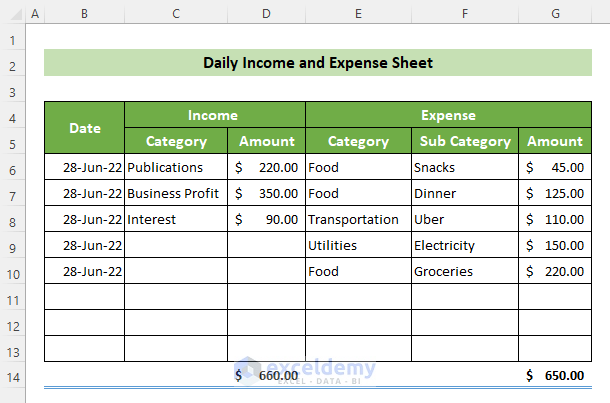 A B C D E F G
1
2 Daily Income and Expense Sheet
3
4 Date Income Expense
5 Category Amount Category Sub Category Amount
6 28-Jun-22 Publications $ 220.00 Food Snacks $ 45.00
7 28-Jun-22 Business Profit $ 350.00 Food Dinner $ 125.00
8 28-Jun-22 Interest $ 90.00 Transportation Uber $ 110.00
9 28-Jun-22 Utilities Electricity $ 150.00
10 28-Jun-22 Food Groceries $ 220.00
11
12
13
14 $ 660.00 $ 650.00
exceldemy
EXCEL - DATA - BI